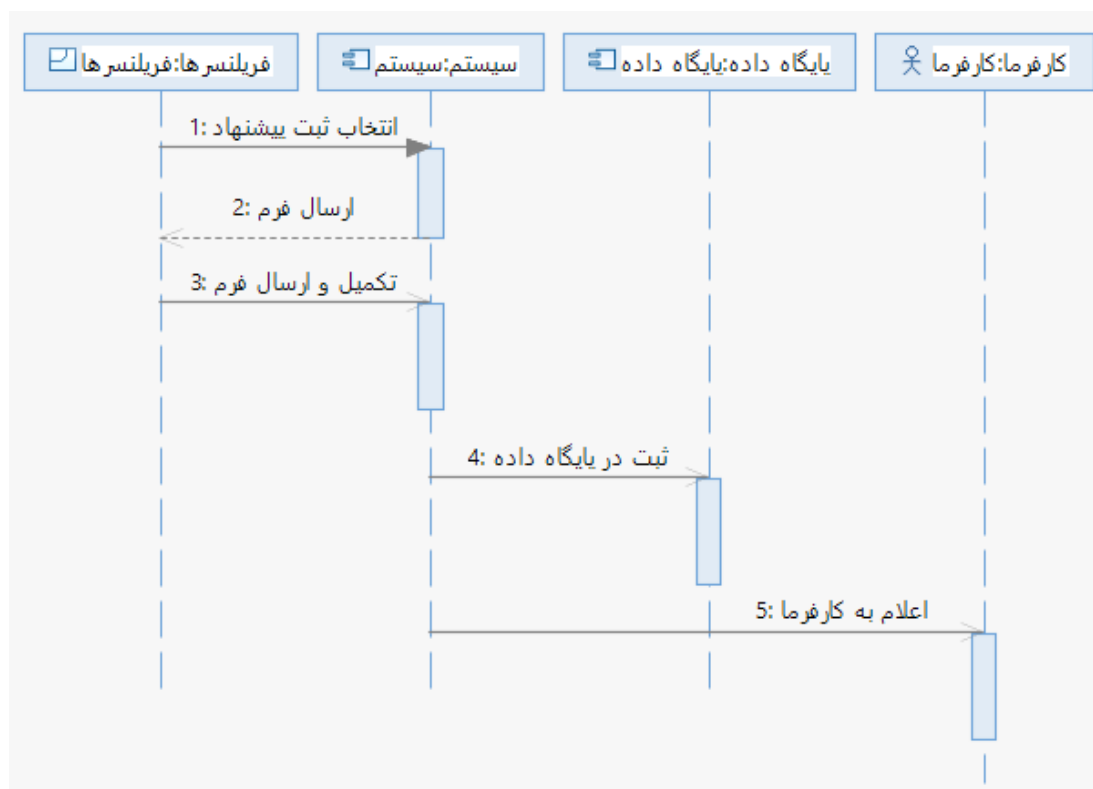 فریلنسرها:فریلنسرها
سیستم:سیستم
پایگاه داده:پایگاه داده
کارفرما:کارفرما
1: انتخاب ثبت پیشنهاد
2: ارسال فرم
3: تکمیل و ارسال فرم
4: ثبت در پایگاه داده
5: اعلام به کارفرما